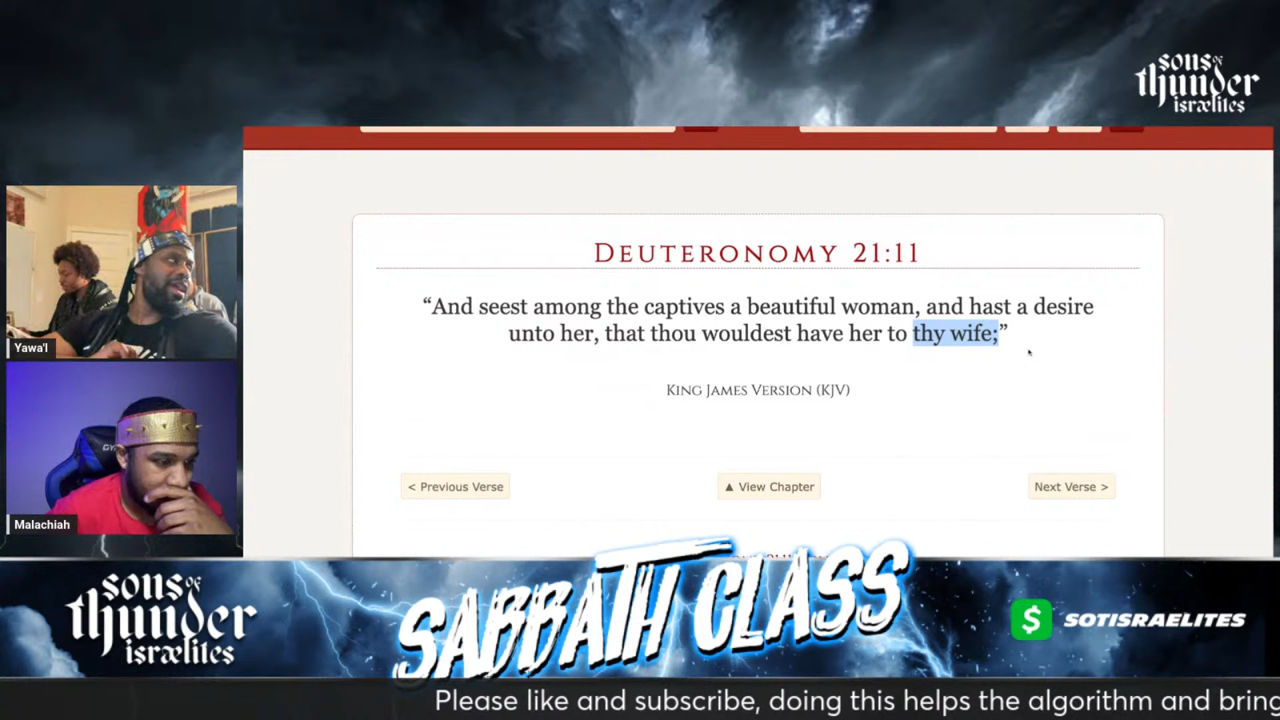 sons of
thunder
israelites
DEUTERONOMY 21:11
“And seest among the captives a beautiful woman, and hast a desire
unto her, that thou wouldest have her to thy wife;”
KING JAMES VERSION (KJV)
< Previous Verse
▲ View Chapter
Next Verse >
Yawa'l
Malachiah
sons of
thunder
israelites
SABBATH CLASS
$ SOTISRAELITES
Please like and subscribe, doing this helps the algorithm and bring